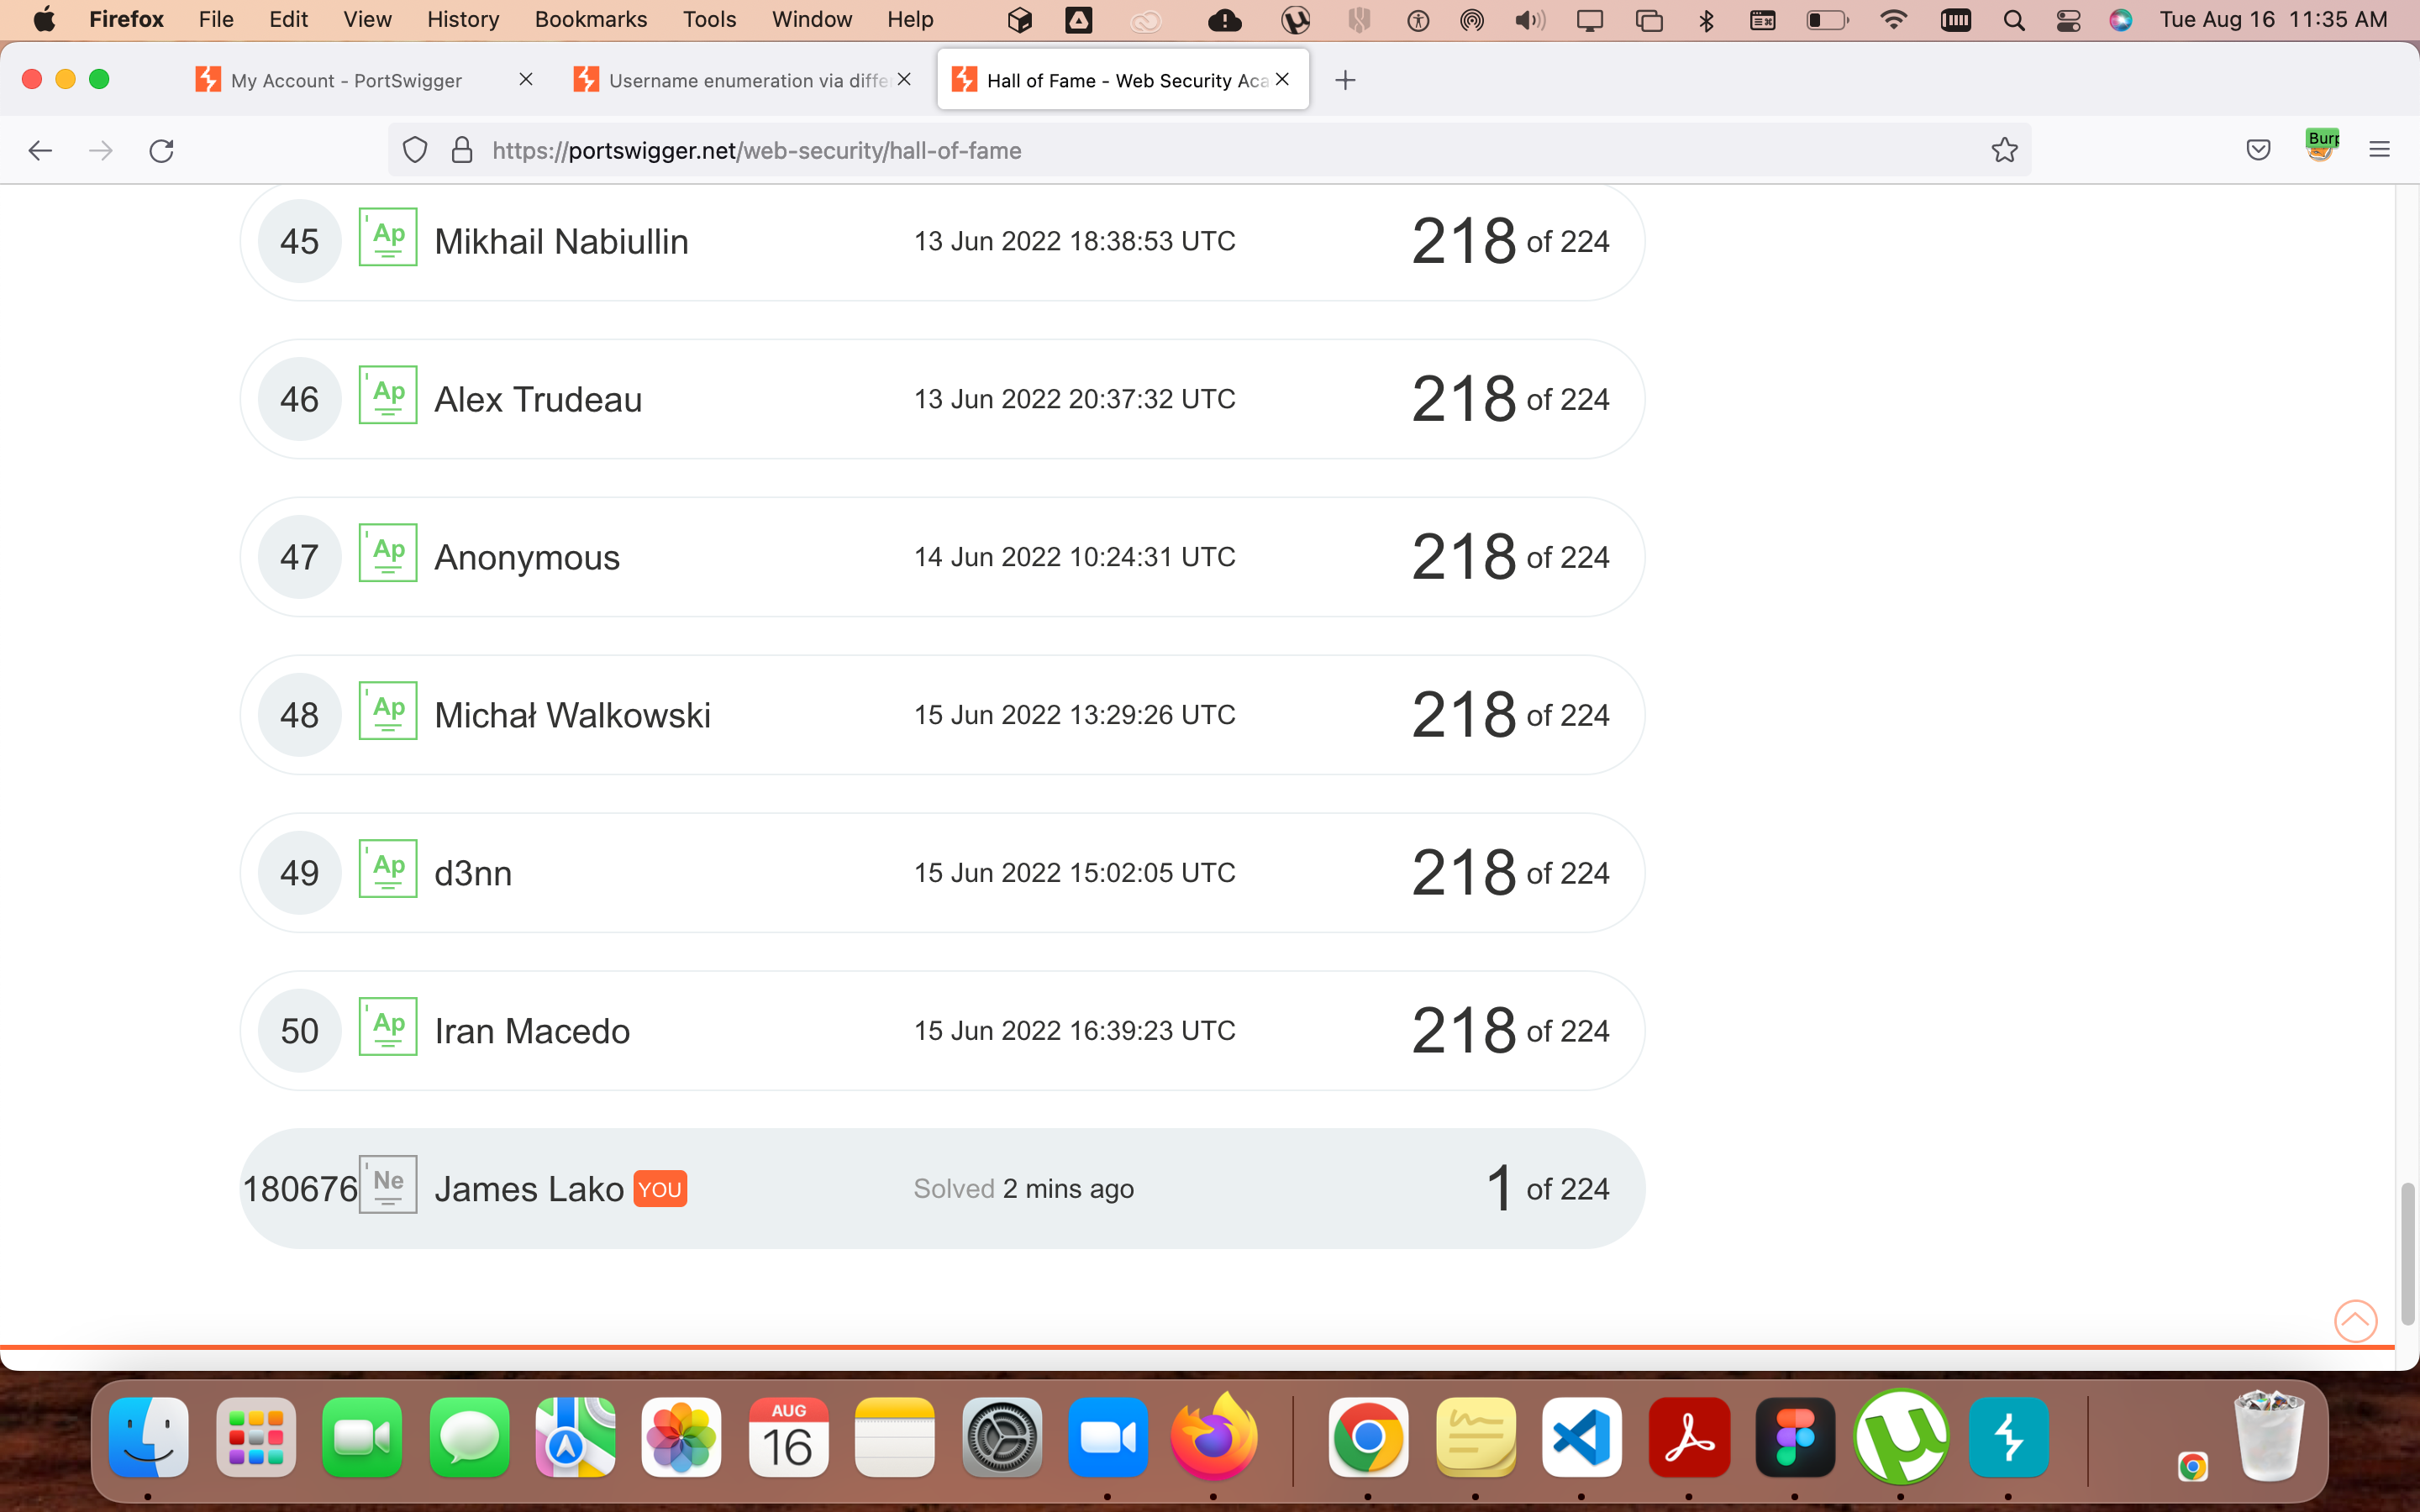 Firefox File Edit View History Bookmarks Tools Window Help Tue Aug 16 11:35 AM
My Account - PortSwigger
Username enumeration via diffe
Hall of Fame - Web Security Aca
https://portswigger.net/web-security/hall-of-fame
Burp
45 Ap Mikhail Nabiullin 13 Jun 2022 18:38:53 UTC 218 of 224
46 Ap Alex Trudeau 13 Jun 2022 20:37:32 UTC 218 of 224
47 Ap Anonymous 14 Jun 2022 10:24:31 UTC 218 of 224
48 Ap Michał Walkowski 15 Jun 2022 13:29:26 UTC 218 of 224
49 Ap d3nn 15 Jun 2022 15:02:05 UTC 218 of 224
50 Ap Iran Macedo 15 Jun 2022 16:39:23 UTC 218 of 224
180676 Ne James Lako YOU Solved 2 mins ago 1 of 224
AUG
16